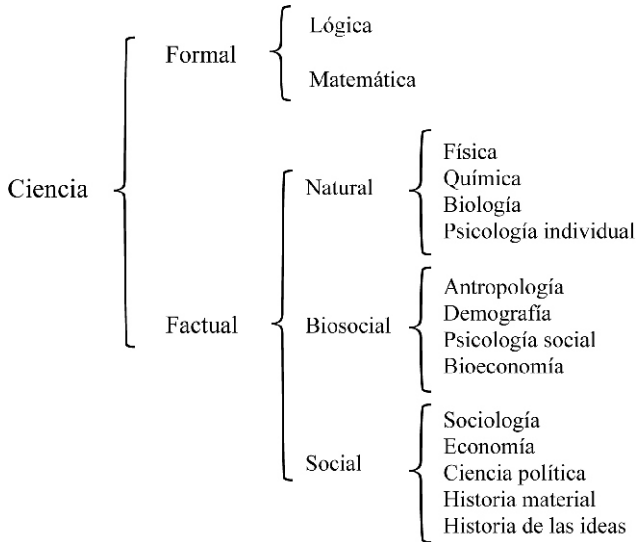 Ciencia
Formal
Lógica
Matemática
Factual
Natural
Física
Química
Biología
Psicología individual
Biosocial
Antropología
Demografía
Psicología social
Bioeconomía
Social
Sociología
Economía
Ciencia política
Historia material
Historia de las ideas